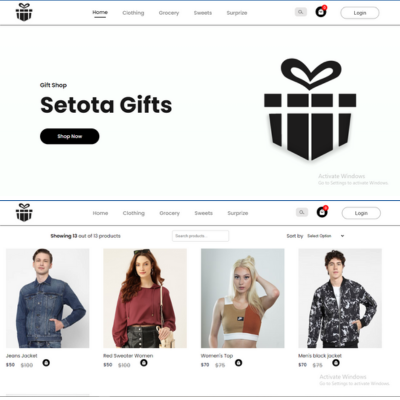 Home Clothing Grocery Sweets Surprize Login
Gift Shop
Setota Gifts
Shop Now
Activate Windows
Go to Settings to activate Windows.
Home Clothing Grocery Sweets Surprize Login
Showing 13 out of 13 products Search products Sort by Select Option
Jeans Jacket Red Sweater Women Women's Top Men's black jacket
$50 $100 $50 $100 $70 $75 $70 $75
Activate Windows
Go to Settings to activate Windows.